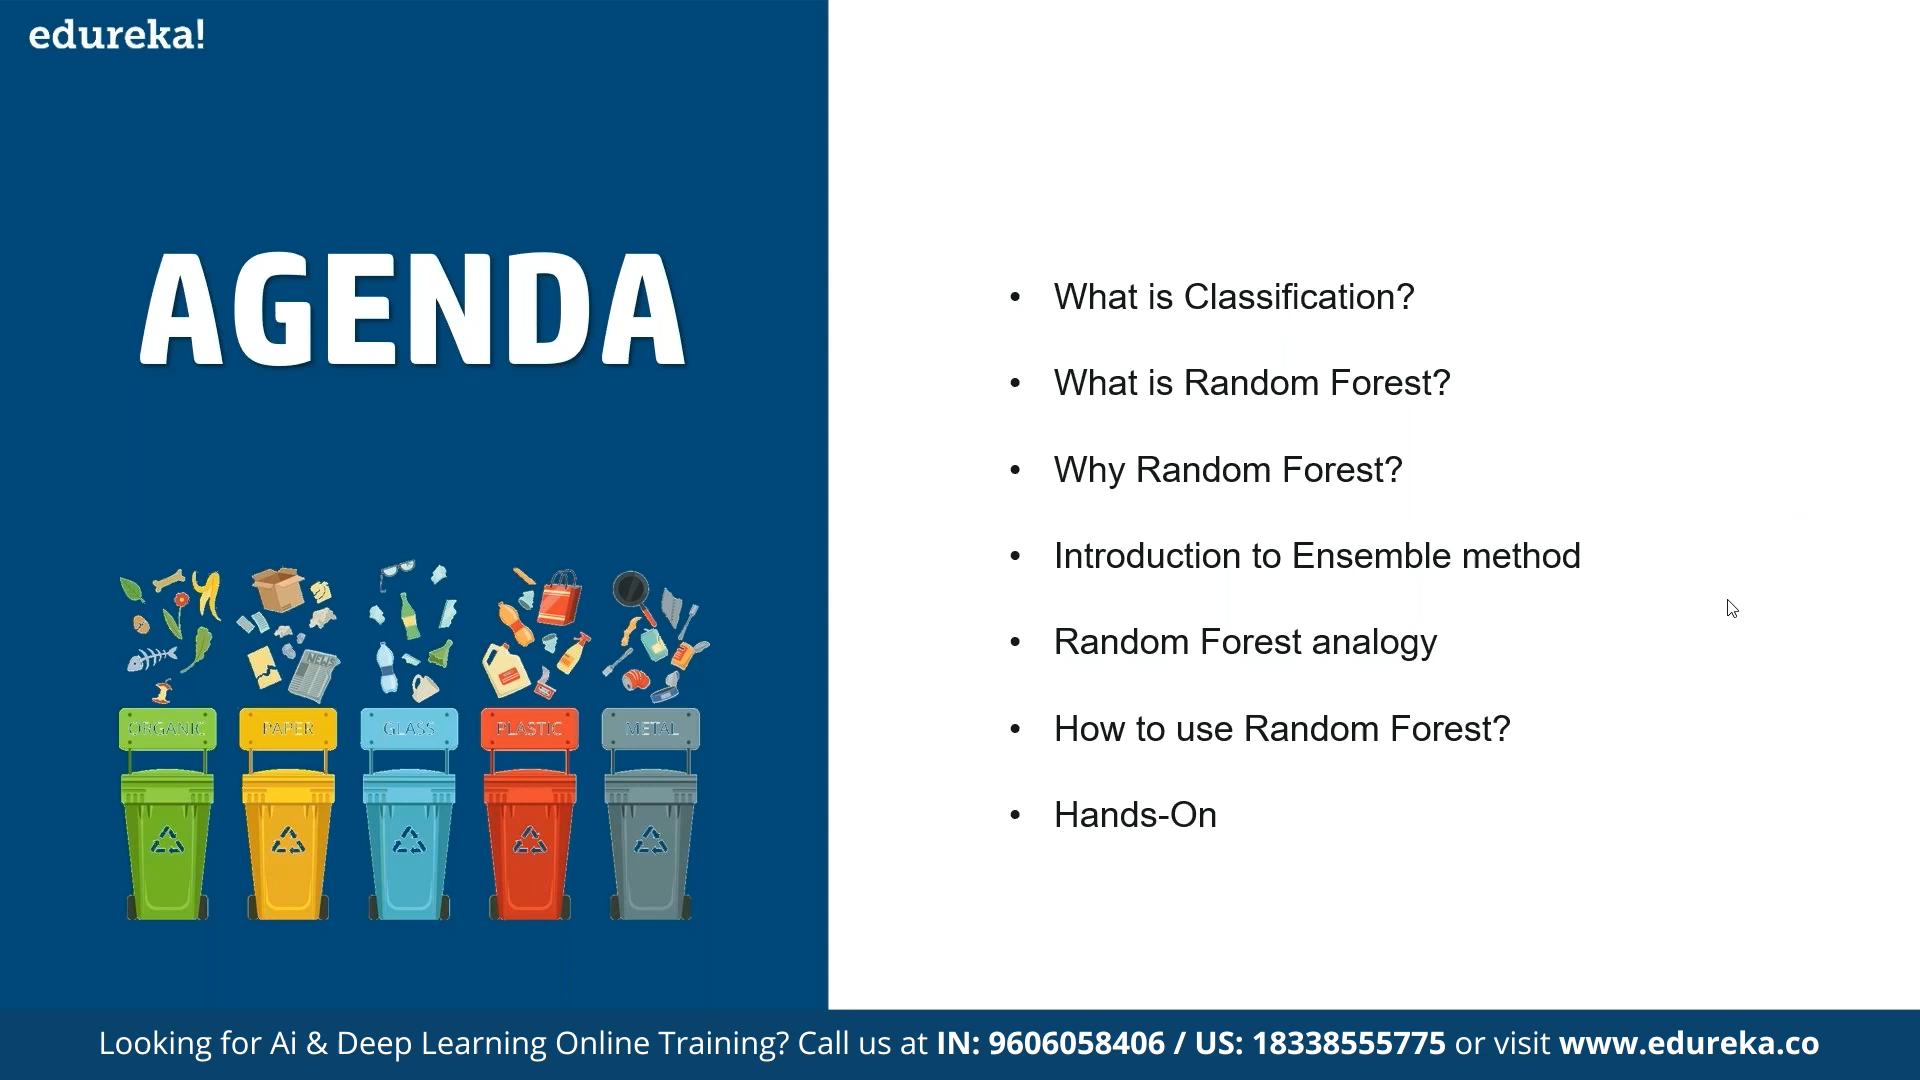 edureka!
AGENDA
• What is Classification?
• What is Random Forest?
• Why Random Forest?
• Introduction to Ensemble method
• Random Forest analogy
• How to use Random Forest?
• Hands-On
NEWS
ORGANIC PAPER GLASS PLASTIC METAL
Looking for Ai & Deep Learning Online Training? Call us at IN: 9606058406 / US: 18338555775 or visit www.edureka.co